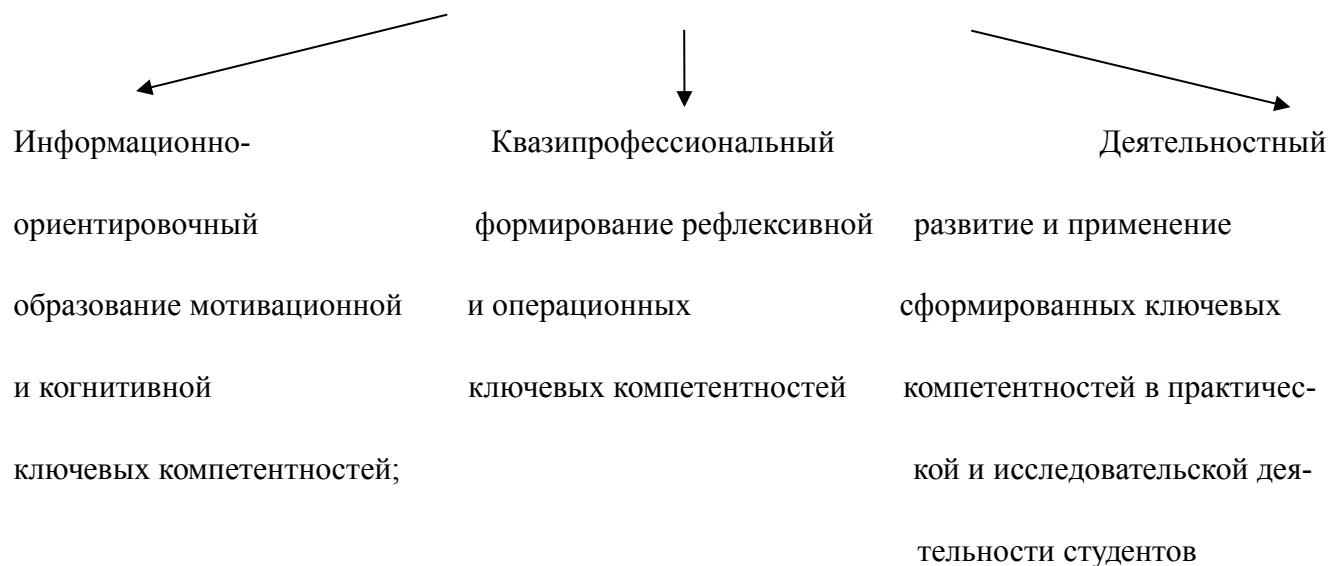 Информационно-
ориентировочный
образование мотивационной
и когнитивной
ключевых компетентностей;
Квазипрофессиональный
формирование рефлексивной
и операционных
ключевых компетентностей
Деятельностный
развитие и применение
сформированных ключевых
компетентностей в практичес-
кой и исследовательской дея-
тельности студентов